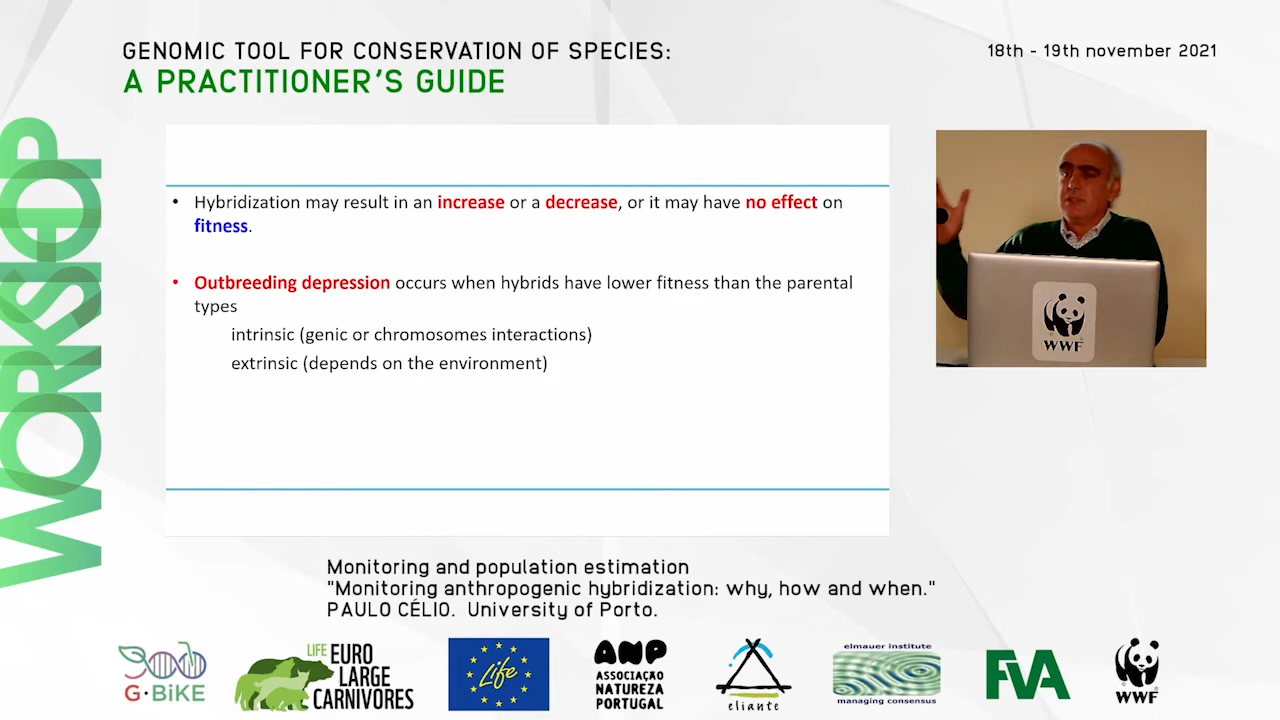 GENOMIC TOOL FOR CONSERVATION OF SPECIES:
A PRACTITIONER'S GUIDE
18th - 19th november 2021
WORKSHOP
• Hybridization may result in an increase or a decrease, or it may have no effect on
fitness.
• Outbreeding depression occurs when hybrids have lower fitness than the parental
types
intrinsic (genic or chromosomes interactions)
extrinsic (depends on the environment)
WWF
Monitoring and population estimation
"Monitoring anthropogenic hybridization: why, how and when."
PAULO CÉLIO. University of Porto.
G·BiKE
LIFE EURO
LARGE
CARNIVORES
Life
ANP
ASSOCIAÇÃO
NATUREZA
PORTUGAL
eliante
elmauer institute
managing consensus
FVA
WWF